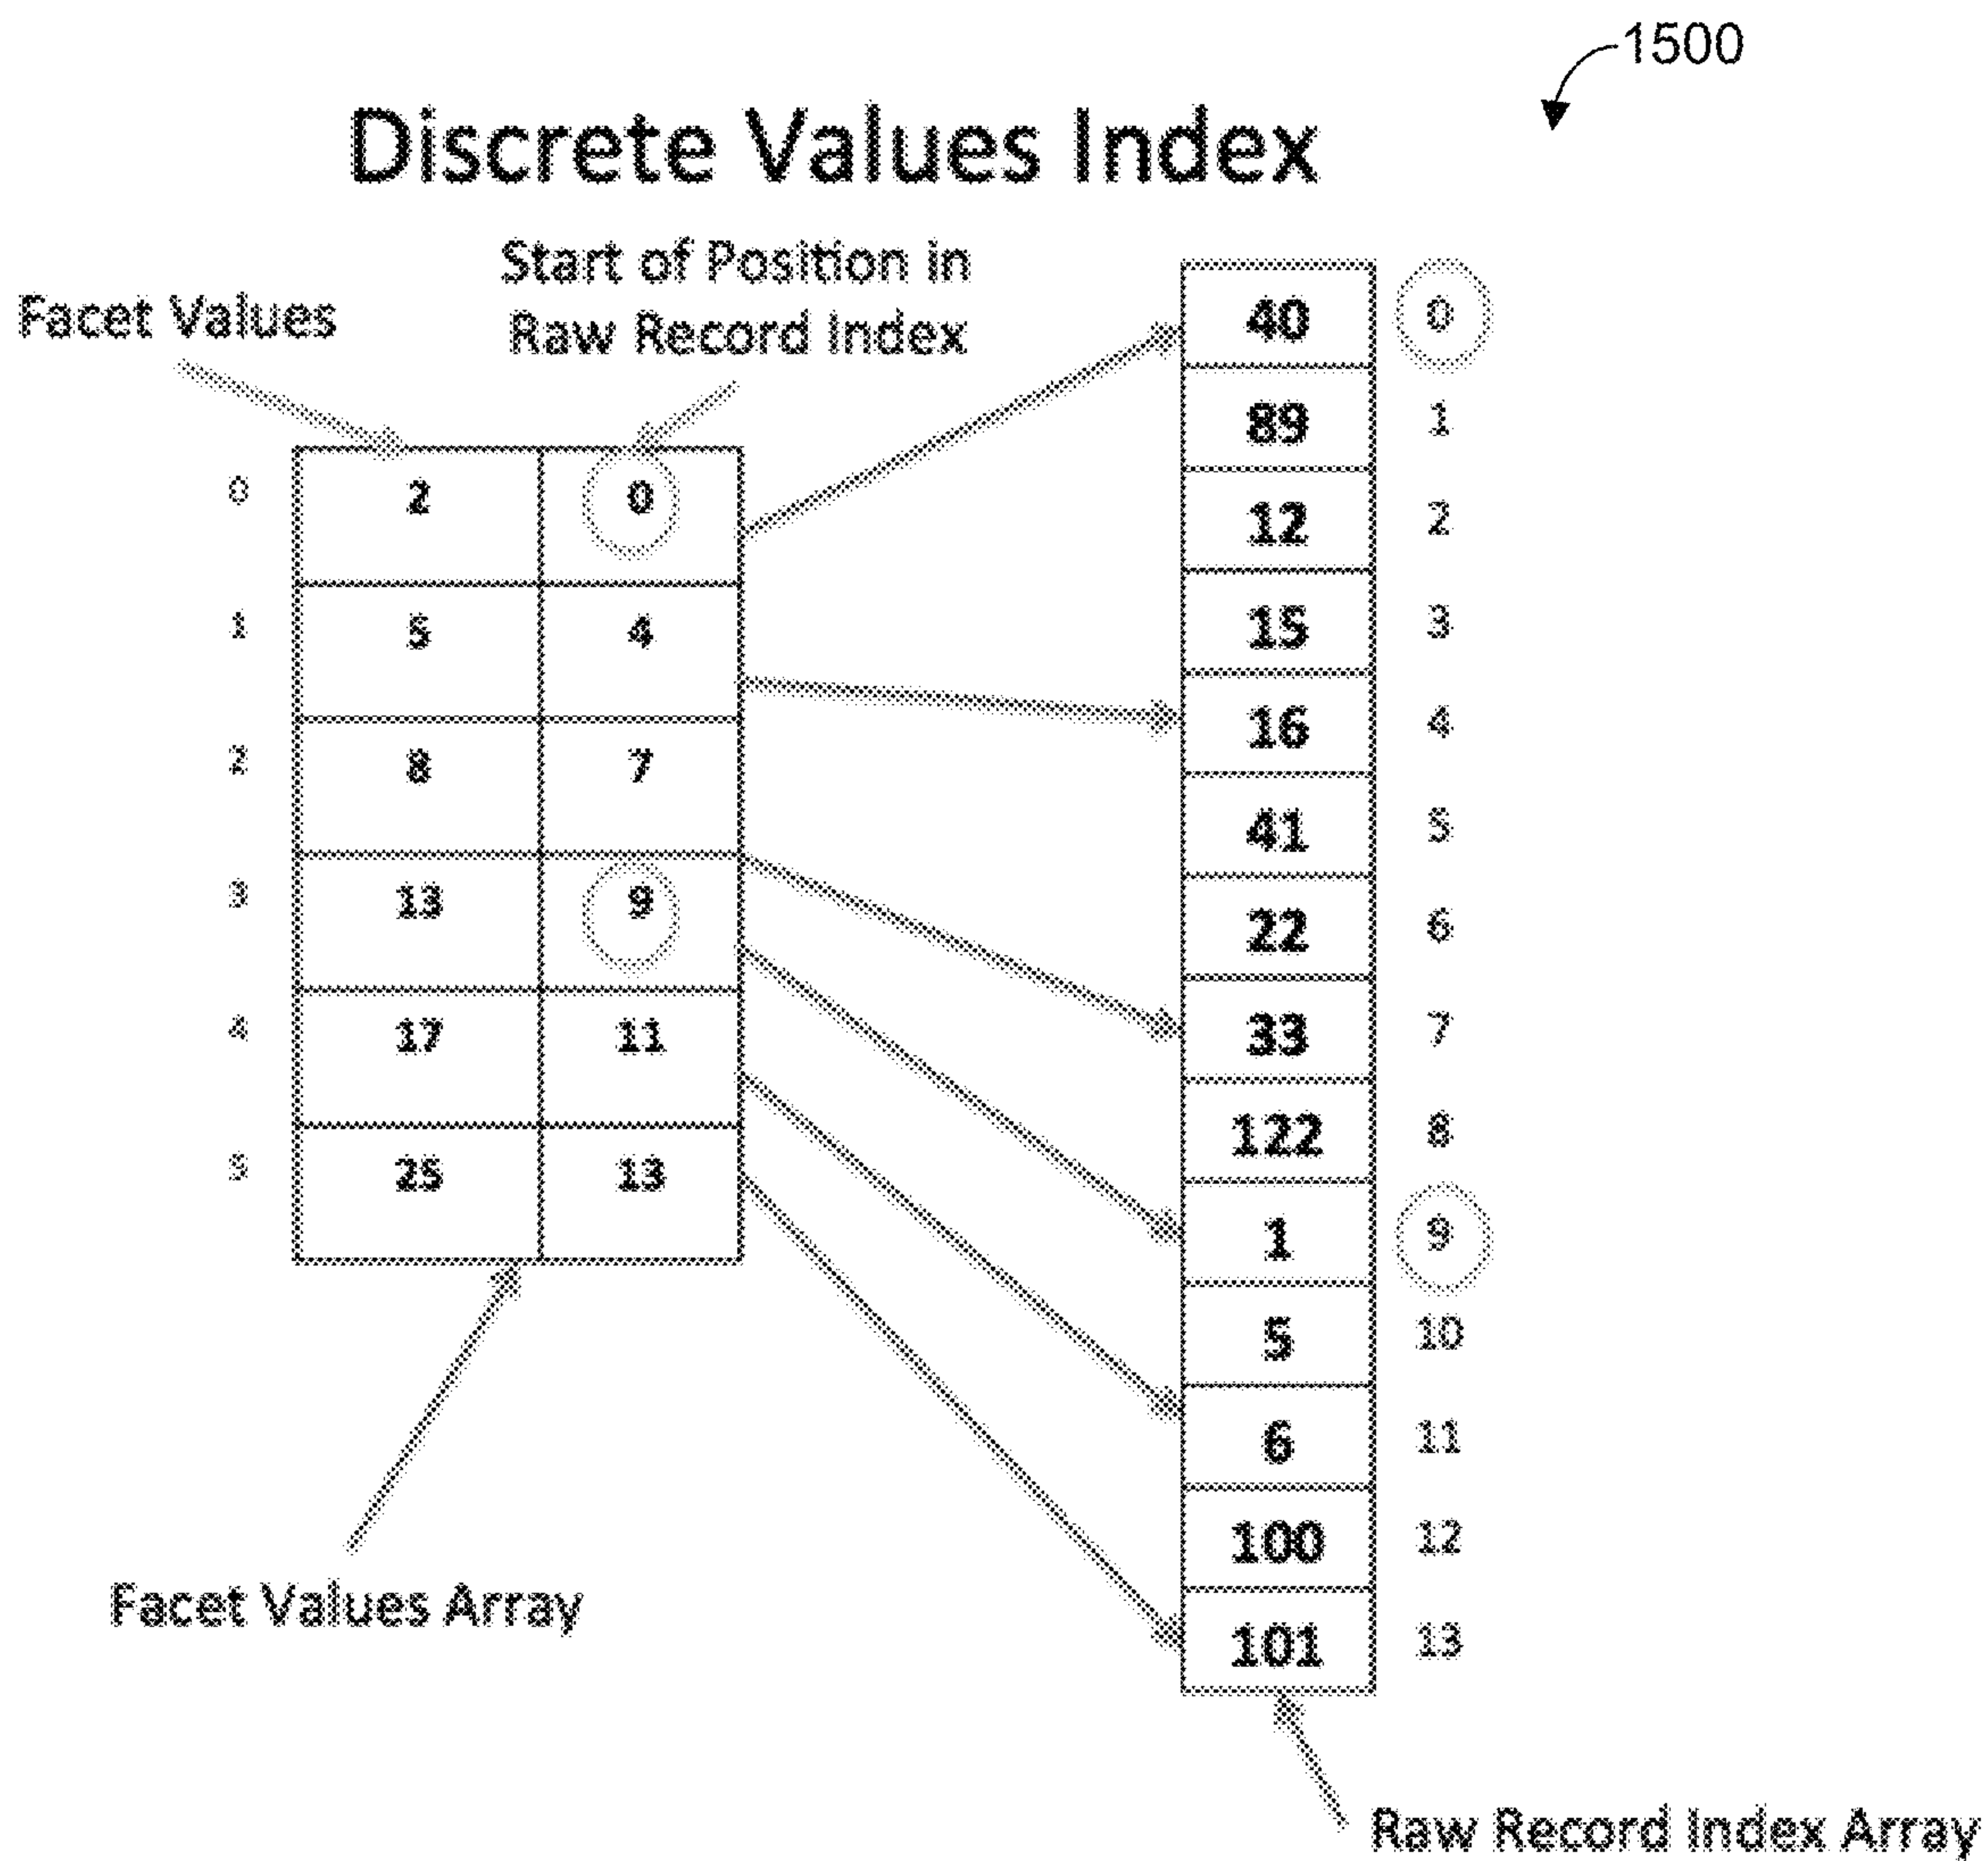 1500
Discrete Values Index
Facet Values
Start of Position in
Raw Record Index
0 2 0
1 5 4
2 8 7
3 13 9
4 17 11
5 25 13
40 0
89 1
12 2
15 3
16 4
41 5
22 6
33 7
122 8
1 9
5 10
6 11
100 12
101 13
Facet Values Array
Raw Record Index Array